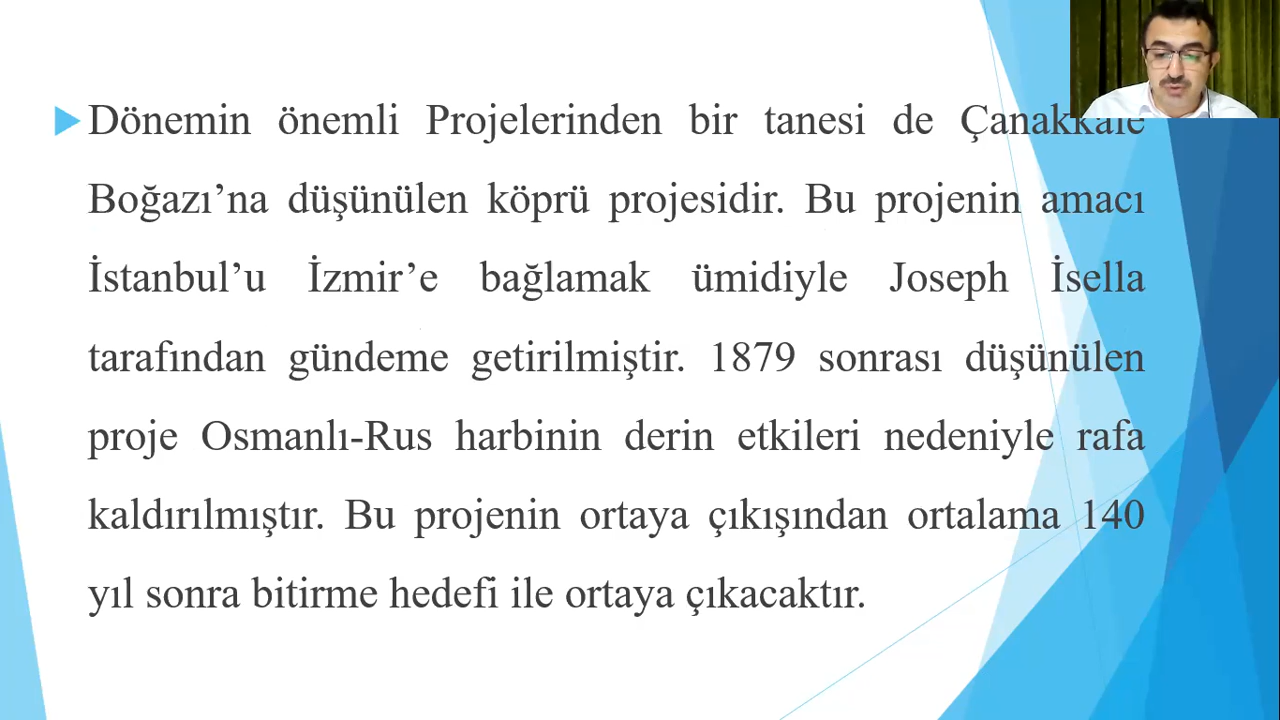 Dönemin önemli Projelerinden bir tanesi de Çanakkale
Boğazı’na düşünülen köprü projesidir. Bu projenin amacı
İstanbul’u İzmir’e bağlamak ümidiyle Joseph İsella
tarafından gündeme getirilmiştir. 1879 sonrası düşünülen
proje Osmanlı-Rus harbinin derin etkileri nedeniyle rafa
kaldırılmıştır. Bu projenin ortaya çıkışından ortalama 140
yıl sonra bitirme hedefi ile ortaya çıkacaktır.